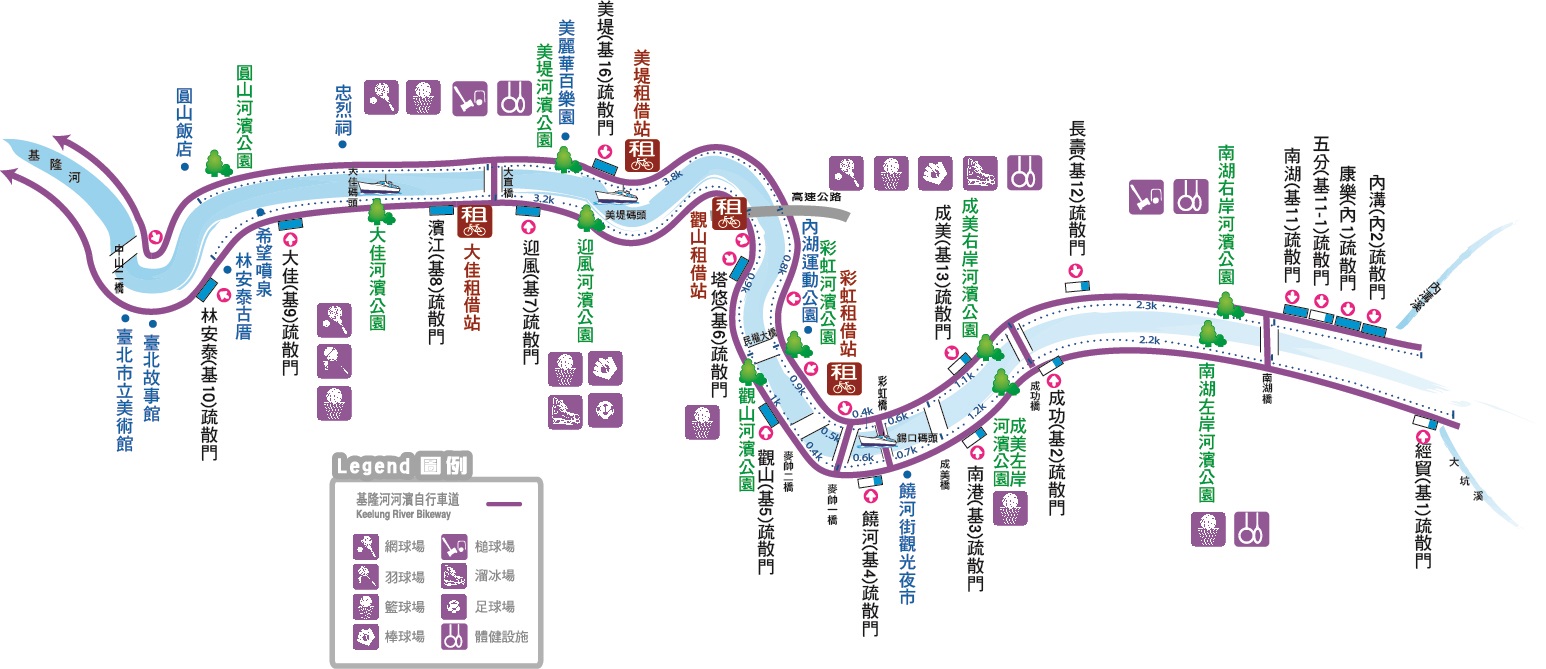 基隆河
圓山飯店
圓山河濱公園
忠烈祠
美堤河濱公園
美麗華百樂園
美堤(基16)疏散門
美堤租借站
租
大佳碼頭
大直橋
3.2k
美堤碼頭
3.8k
高速公路
中山二橋
臺北市立美術館
臺北故事館
林安泰(基10)疏散門
林安泰古厝
希望噴泉
大佳(基9)疏散門
大佳河濱公園
濱江(基8)疏散門
租
大佳租借站
迎風(基7)疏散門
迎風河濱公園
租
觀山租借站
塔悠(基6)疏散門
0.9k
0.8k
民權大橋
內湖運動公園
彩虹河濱公園
彩虹租借站
租
0.9k
1k
0.5k
0.4k
0.4k
0.6k
0.6k
0.7k
觀山河濱公園
觀山(基5)疏散門
麥帥二橋
麥帥一橋
彩虹橋
錫口碼頭
饒河(基4)疏散門
饒河街觀光夜市
成美橋
南港(基3)疏散門
成美左岸河濱公園
成美(基13)疏散門
成美右岸河濱公園
1.1k
1.2k
成功橋
成功(基2)疏散門
長壽(基12)疏散門
2.3k
2.2k
南湖右岸河濱公園
南湖左岸河濱公園
南湖橋
南湖(基11)疏散門
五分(基11-1)疏散門
康樂(內1)疏散門
內溝(內2)疏散門
內溝溪
經貿(基1)疏散門
大坑溪
Legend 圖例
基隆河河濱自行車道
Keelung River Bikeway
網球場
槌球場
羽球場
溜冰場
籃球場
足球場
棒球場
體健設施